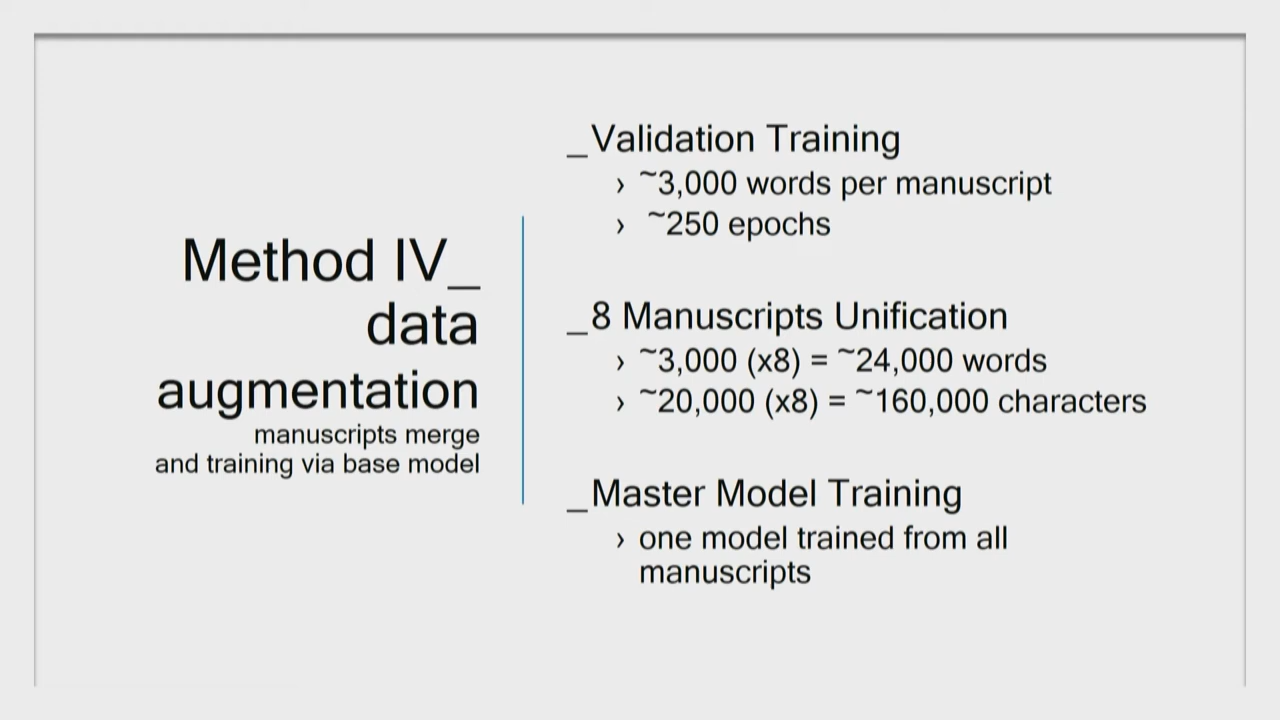 Method IV_
data
augmentation
manuscripts merge
and training via base model
_Validation Training
› ~3,000 words per manuscript
› ~250 epochs
_8 Manuscripts Unification
› ~3,000 (x8) = ~24,000 words
› ~20,000 (x8) = ~160,000 characters
_Master Model Training
› one model trained from all
manuscripts